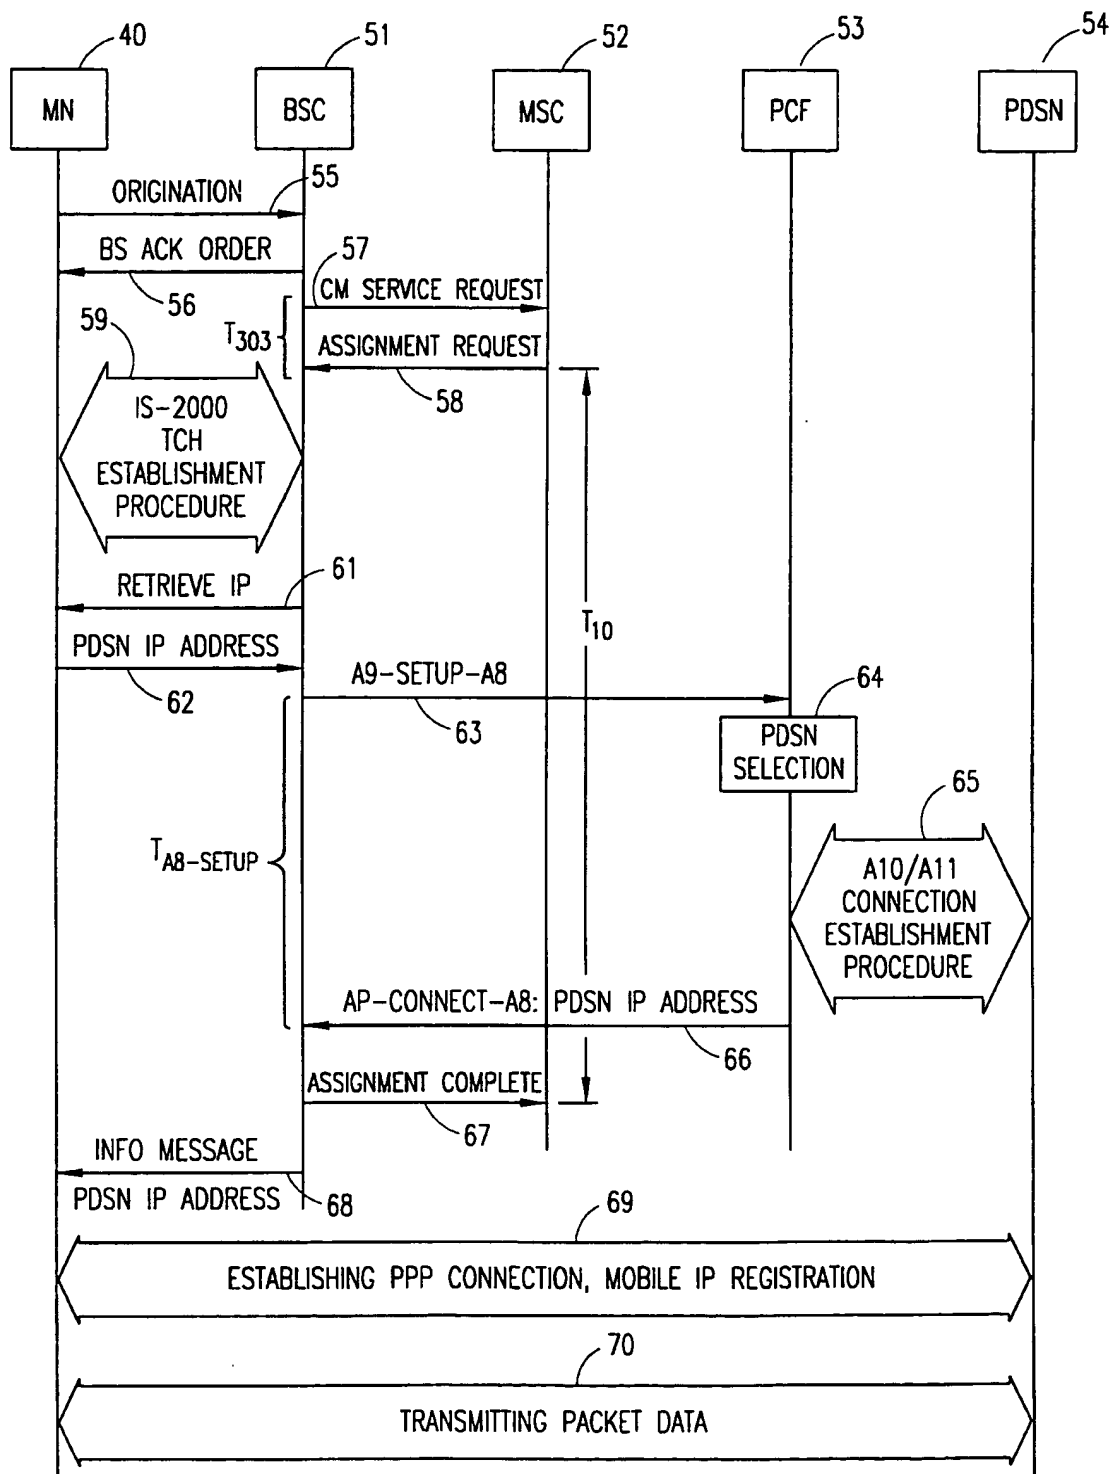 40
51
52
53
54
MN
BSC
MSC
PCF
PDSN
ORIGINATION
55
BS ACK ORDER
56
57
CM SERVICE REQUEST
59
T303
ASSIGNMENT REQUEST
58
IS-2000
TCH
ESTABLISHMENT
PROCEDURE
RETRIEVE IP
61
T10
PDSN IP ADDRESS
62
A9-SETUP-A8
63
64
PDSN
SELECTION
65
TA8-SETUP
A10/A11
CONNECTION
ESTABLISHMENT
PROCEDURE
AP-CONNECT-A8: PDSN IP ADDRESS
66
ASSIGNMENT COMPLETE
67
INFO MESSAGE
PDSN IP ADDRESS
68
69
ESTABLISHING PPP CONNECTION, MOBILE IP REGISTRATION
70
TRANSMITTING PACKET DATA